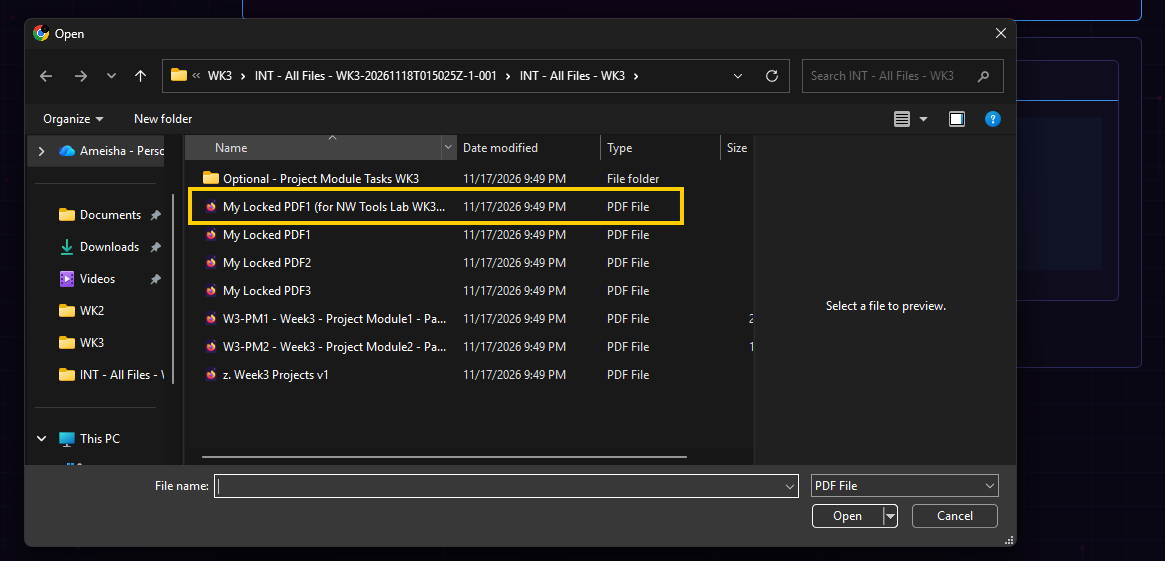 Open
WK3 › INT - All Files - WK3-20261118T015025Z-1-001 › INT - All Files - WK3 ›
Search INT - All Files - WK3
Organize
New folder
Ameisha - Perso
Documents
Downloads
Videos
WK2
WK3
INT - All Files - W
This PC
Name Date modified Type Size
Optional - Project Module Tasks WK3 11/17/2026 9:49 PM File folder
My Locked PDF1 (for NW Tools Lab WK3... 11/17/2026 9:49 PM PDF File
My Locked PDF1 11/17/2026 9:49 PM PDF File
My Locked PDF2 11/17/2026 9:49 PM PDF File
My Locked PDF3 11/17/2026 9:49 PM PDF File
W3-PM1 - Week3 - Project Module1 - Pa... 11/17/2026 9:49 PM PDF File 2
W3-PM2 - Week3 - Project Module2 - Pa... 11/17/2026 9:49 PM PDF File 1
z. Week3 Projects v1 11/17/2026 9:49 PM PDF File
Select a file to preview.
File name:
PDF File
Open
Cancel